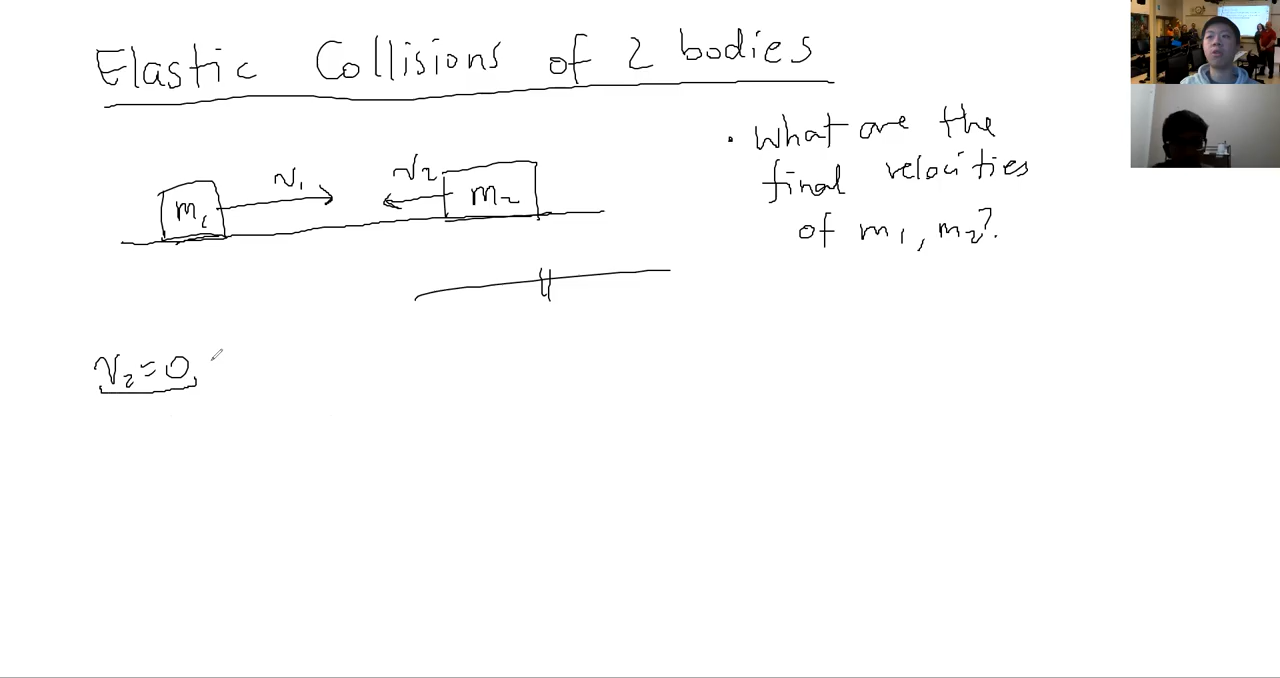 Elastic Collisions of 2 bodies
• What are the
final velocities
of m₁, m₂?
v₁
v₂
m₁
m₂
v₂=0